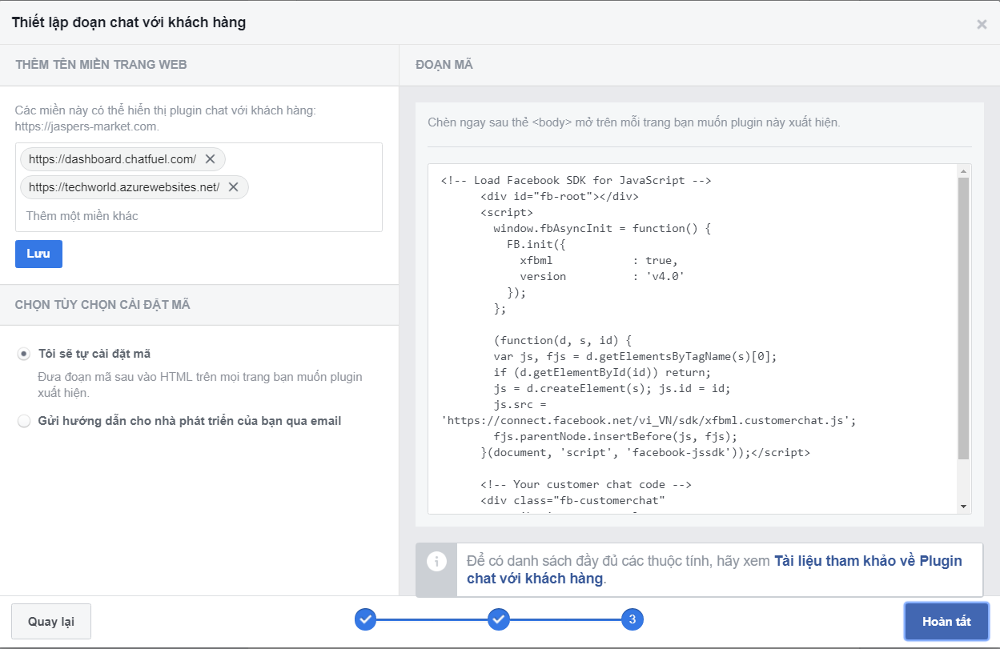 Thiết lập đoạn chat với khách hàng
THÊM TÊN MIỀN TRANG WEB
Các miền này có thể hiển thị plugin chat với khách hàng:
https://jaspers-market.com.
https://dashboard.chatfuel.com/
https://techworld.azurewebsites.net/
Thêm một miền khác
Lưu
CHỌN TÙY CHỌN CÀI ĐẶT MÃ
Tôi sẽ tự cài đặt mã
Đưa đoạn mã sau vào HTML trên mọi trang bạn muốn plugin
xuất hiện.
Gửi hướng dẫn cho nhà phát triển của bạn qua email
ĐOẠN MÃ
Chèn ngay sau thẻ <body> mở trên mỗi trang bạn muốn plugin này xuất hiện.
<!-- Load Facebook SDK for JavaScript -->
<div id="fb-root"></div>
<script>
window.fbAsyncInit = function() {
FB.init({
xfbml : true,
version : 'v4.0'
});
};
(function(d, s, id) {
var js, fjs = d.getElementsByTagName(s)[0];
if (d.getElementById(id)) return;
js = d.createElement(s); js.id = id;
js.src =
'https://connect.facebook.net/vi_VN/sdk/xfbml.customerchat.js';
fjs.parentNode.insertBefore(js, fjs);
}(document, 'script', 'facebook-jssdk'));</script>
<!-- Your customer chat code -->
<div class="fb-customerchat"
Để có danh sách đầy đủ các thuộc tính, hãy xem Tài liệu tham khảo về Plugin
chat với khách hàng.
Quay lại
3
Hoàn tất